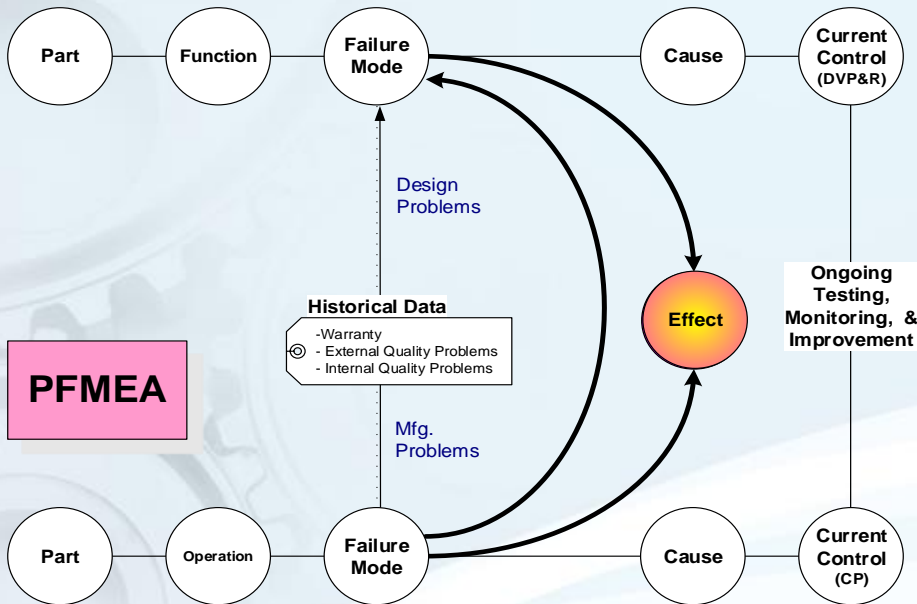 Part
Function
Failure
Mode
Cause
Current
Control
(DVP&R)
Design
Problems
Historical Data
-Warranty
- External Quality Problems
- Internal Quality Problems
Effect
Ongoing
Testing,
Monitoring, &
Improvement
PFMEA
Mfg.
Problems
Part
Operation
Failure
Mode
Cause
Current
Control
(CP)